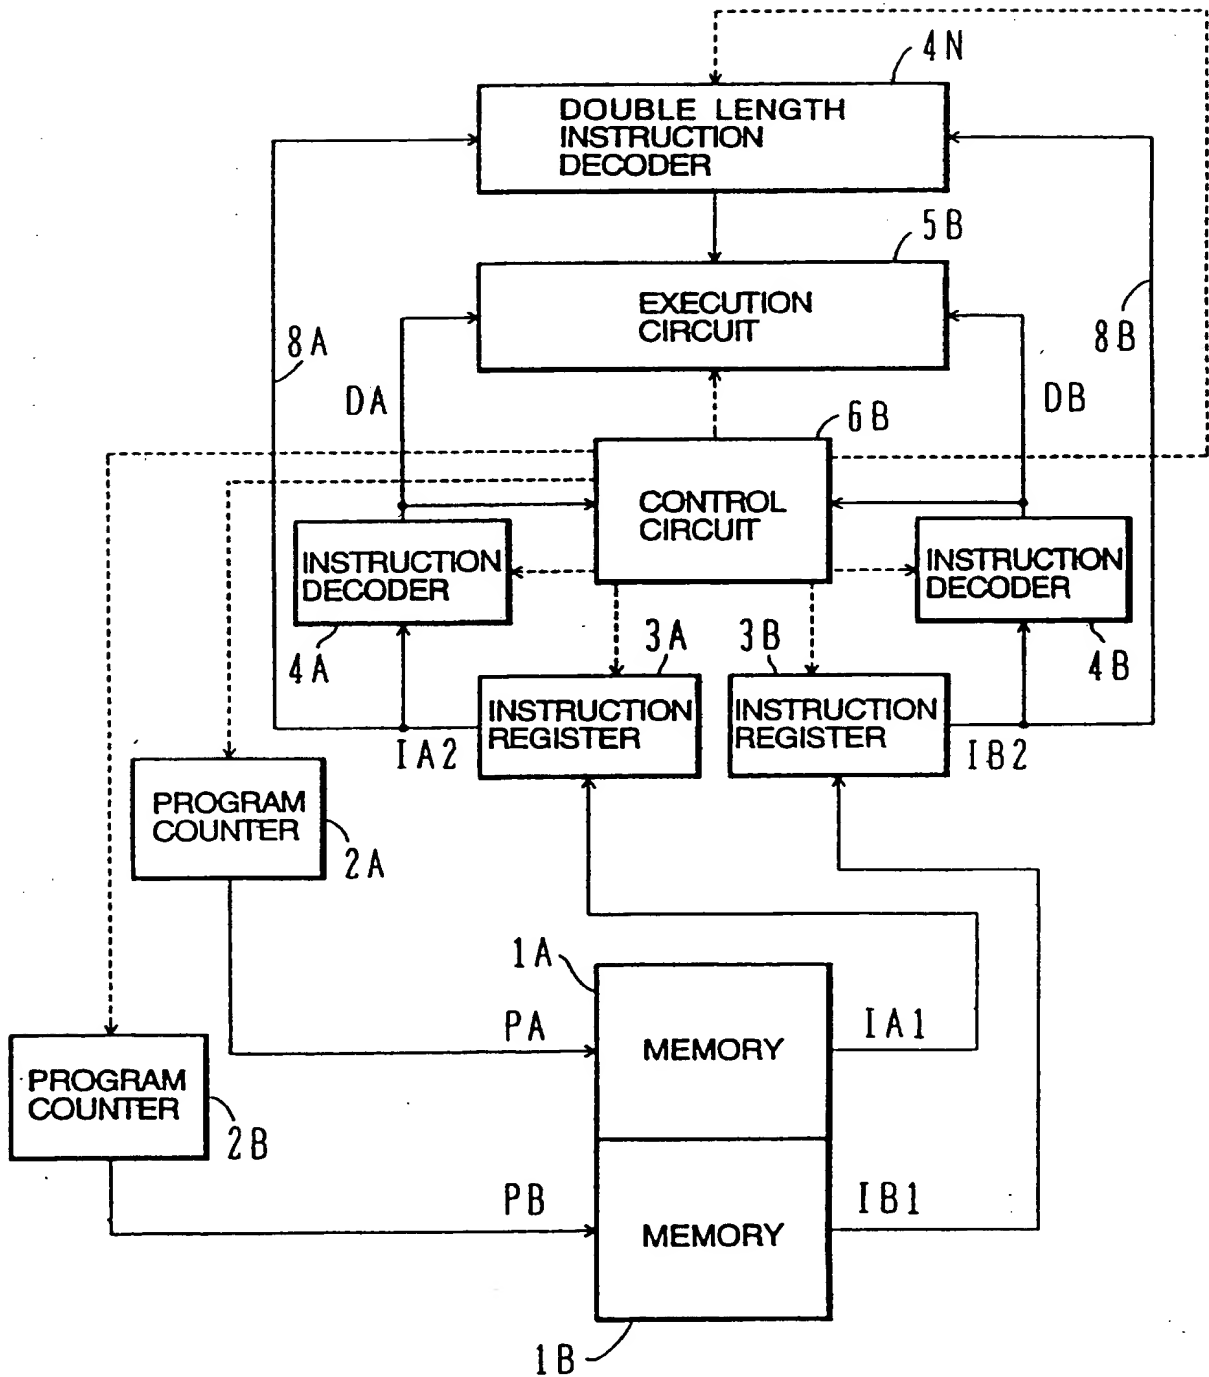 4N
DOUBLE LENGTH
INSTRUCTION
DECODER
5B
EXECUTION
CIRCUIT
8A
8B
DA
DB
6B
CONTROL
CIRCUIT
INSTRUCTION
DECODER
INSTRUCTION
DECODER
4A
3A
3B
4B
INSTRUCTION
REGISTER
INSTRUCTION
REGISTER
IA2
IB2
PROGRAM
COUNTER
2A
1A
PA
MEMORY
IA1
PROGRAM
COUNTER
2B
PB
MEMORY
IB1
1B